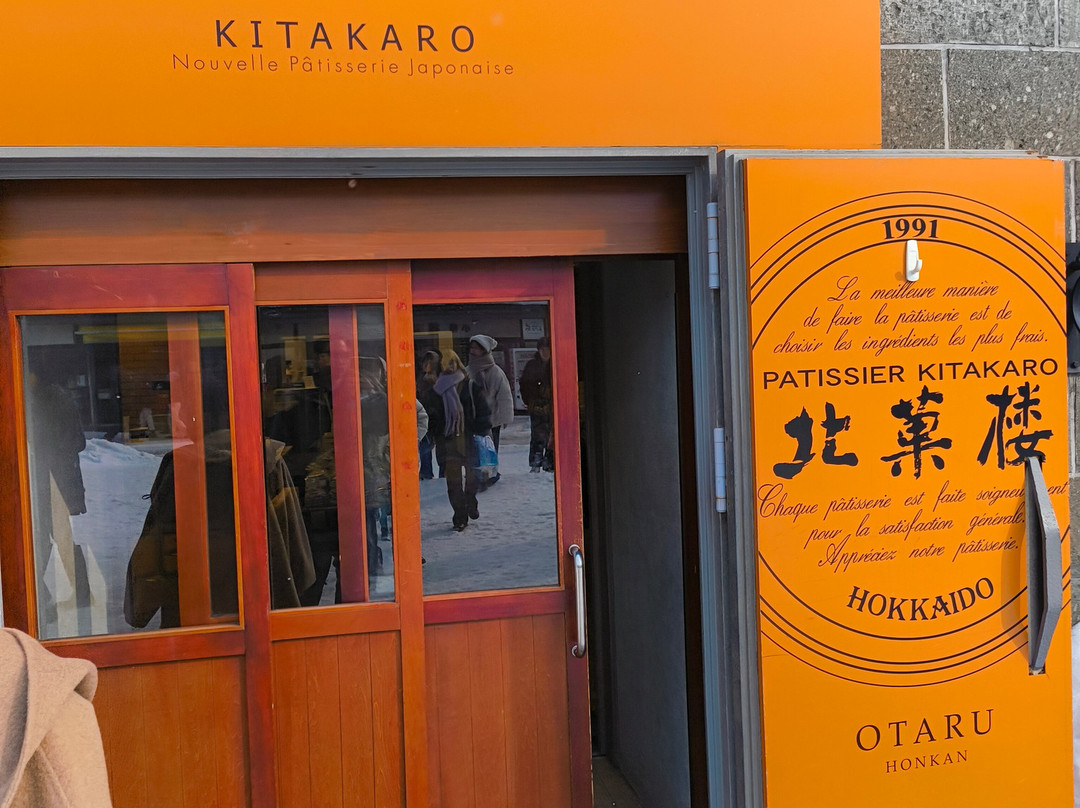 KITAKARO
Nouvelle Pâtisserie Japonaise
1991
La meilleure manière
de faire la pâtisserie est de
choisir les ingrédients les plus frais.
PATISSIER KITAKARO
北菓楼
Chaque pâtisserie est faite
pour la satisfaction générale.
Appréciez notre pâtisserie.
HOKKAIDO
OTARU
HONKAN